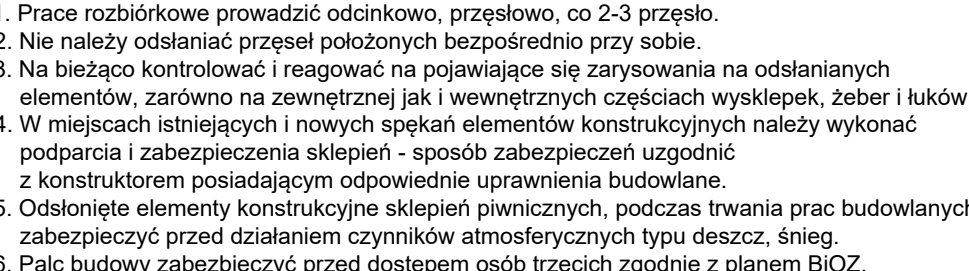 1. Prace rozbiórkowe prowadzić odcinkowo, przęsłowo, co 2-3 przęsło.
2. Nie należy odsłaniać przęseł położonych bezpośrednio przy sobie.
3. Na bieżąco kontrolować i reagować na pojawiające się zarysowania na odsłanianych
elementów, zarówno na zewnętrznej jak i wewnętrznych częściach wysklepek, żeber i łuków
4. W miejscach istniejących i nowych spękań elementów konstrukcyjnych należy wykonać
podparcia i zabezpieczenia sklepień - sposób zabezpieczeń uzgodnić
z konstruktorem posiadającym odpowiednie uprawnienia budowlane.
5. Odsłonięte elementy konstrukcyjne sklepień piwnicznych, podczas trwania prac budowlanych
zabezpieczyć przed działaniem czynników atmosferycznych typu deszcz, śnieg.
6. Palc budowy zabezbieczyć przed dostępem osób trzecich zgodnie z planem BiOZ.